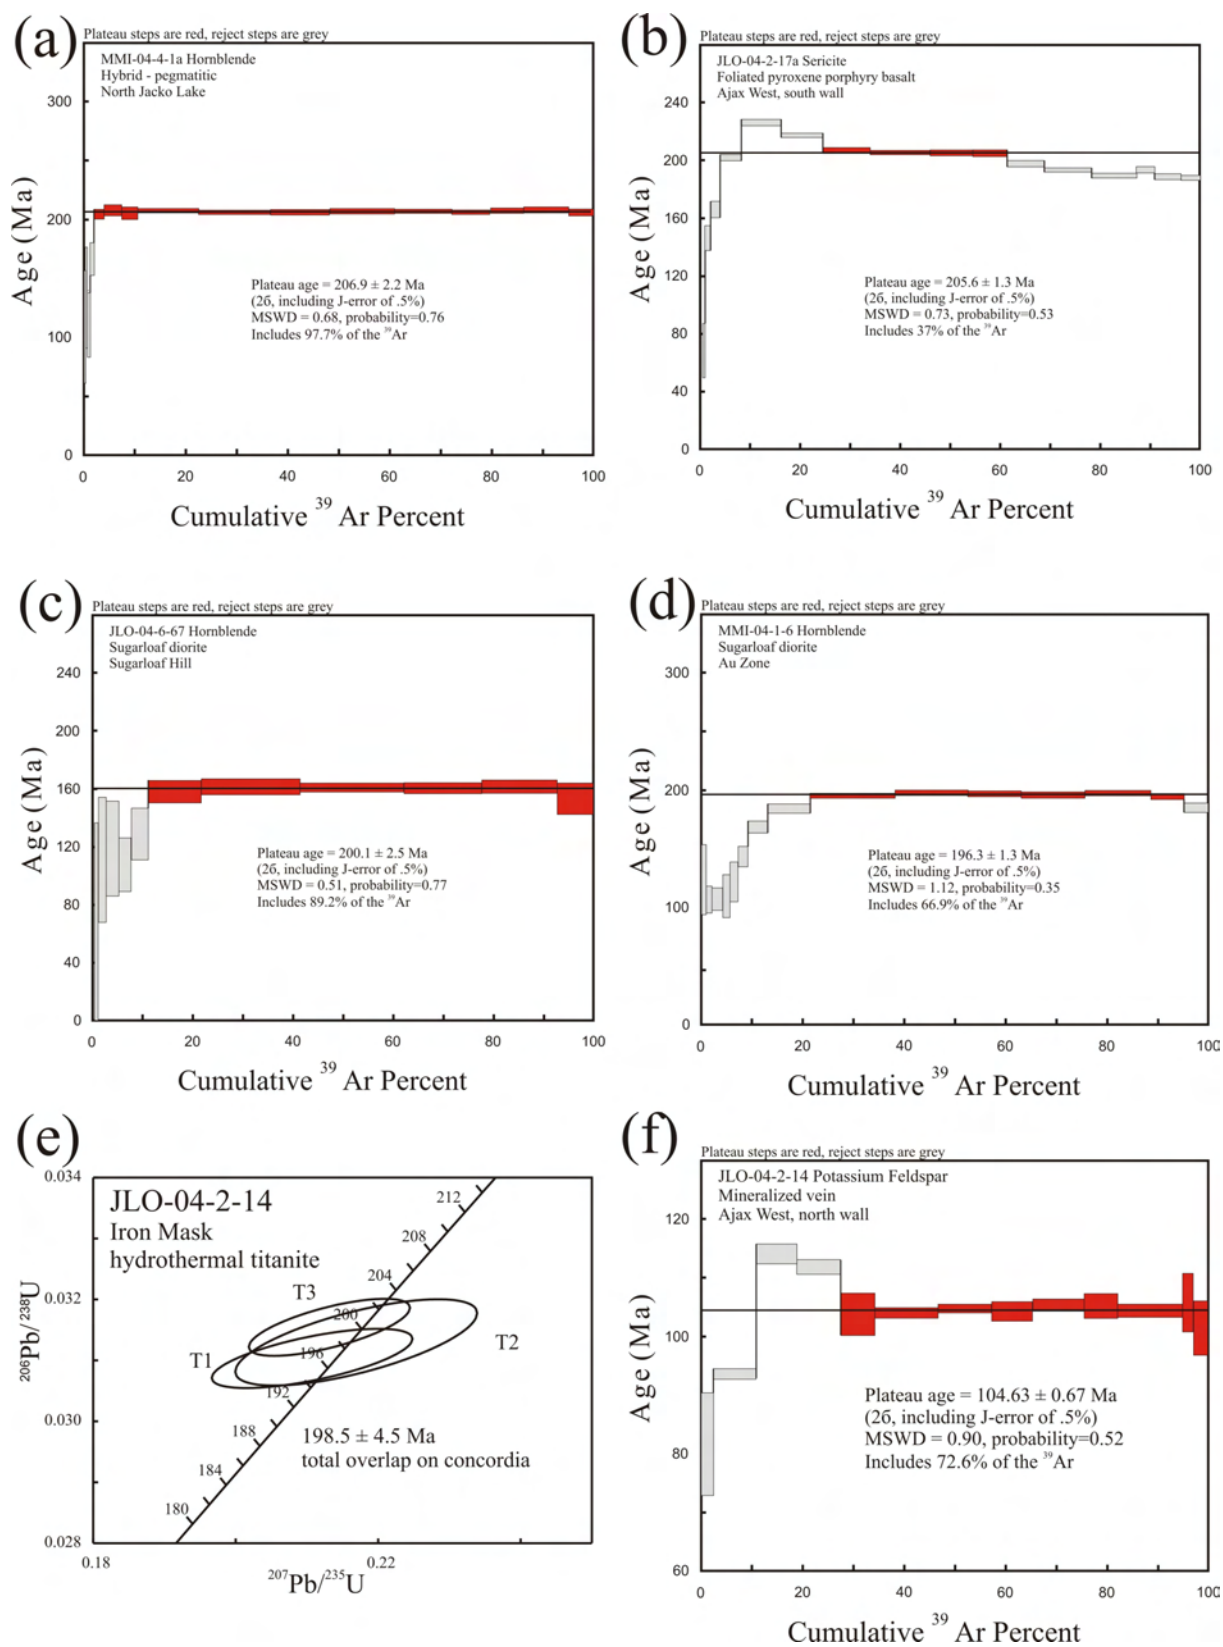 (a)
Plateau steps are red, reject steps are grey
MMI-04-4-1a Hornblende
Hybrid - pegmatitic
North Jacko Lake
300
200
100
0
Age (Ma)
Plateau age = 206.9 ± 2.2 Ma
(2б, including J-error of .5%)
MSWD = 0.68, probability=0.76
Includes 97.7% of the ³⁹Ar
0 20 40 60 80 100
Cumulative ³⁹ Ar Percent
(b)
Plateau steps are red, reject steps are grey
JLO-04-2-17a Sericite
Foliated pyroxene porphyry basalt
Ajax West, south wall
240
200
160
120
80
40
0
Age (Ma)
Plateau age = 205.6 ± 1.3 Ma
(2б, including J-error of .5%)
MSWD = 0.73, probability=0.53
Includes 37% of the ³⁹Ar
0 20 40 60 80 100
Cumulative ³⁹ Ar Percent
(c)
Plateau steps are red, reject steps are grey
JLO-04-6-67 Hornblende
Sugarloaf diorite
Sugarloaf Hill
240
200
160
120
80
40
0
Age (Ma)
Plateau age = 200.1 ± 2.5 Ma
(2б, including J-error of .5%)
MSWD = 0.51, probability=0.77
Includes 89.2% of the ³⁹Ar
0 20 40 60 80 100
Cumulative ³⁹ Ar Percent
(d)
Plateau steps are red, reject steps are grey
MMI-04-1-6 Hornblende
Sugarloaf diorite
Au Zone
300
200
100
0
Age (Ma)
Plateau age = 196.3 ± 1.3 Ma
(2б, including J-error of .5%)
MSWD = 1.12, probability=0.35
Includes 66.9% of the ³⁹Ar
0 20 40 60 80 100
Cumulative ³⁹ Ar Percent
(e)
0.034
0.032
0.030
0.028
²⁰⁶Pb/²³⁸U
JLO-04-2-14
Iron Mask
hydrothermal titanite
212
208
204
200
196
192
188
184
180
T3
T1
T2
198.5 ± 4.5 Ma
total overlap on concordia
0.18 0.22
²⁰⁷Pb/²³⁵U
(f)
Plateau steps are red, reject steps are grey
JLO-04-2-14 Potassium Feldspar
Mineralized vein
Ajax West, north wall
120
100
80
60
Age (Ma)
Plateau age = 104.63 ± 0.67 Ma
(2б, including J-error of .5%)
MSWD = 0.90, probability=0.52
Includes 72.6% of the ³⁹Ar
0 20 40 60 80 100
Cumulative ³⁹ Ar Percent